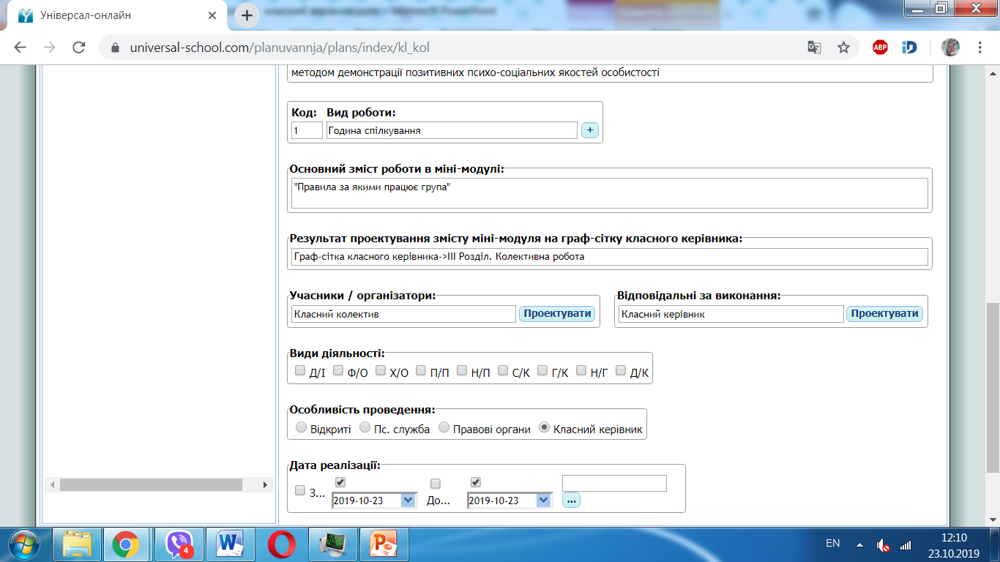 Універсал-онлайн
universal-school.com/planuvannja/plans/index/kl_kol
ABP
методом демонстрації позитивних психо-соціальних якостей особистості
Код: Вид роботи:
1 Година спілкування +
Основний зміст роботи в міні-модулі:
"Правила за якими працює група"
Результат проектування змісту міні-модуля на граф-сітку класного керівника:
Граф-сітка класного керівника->III Розділ. Колективна робота
Учасники / організатори: Відповідальні за виконання:
Класний колектив Проектувати Класний керівник Проектувати
Види діяльності:
Д/І Ф/О Х/О П/П Н/П С/К Г/К Н/Г Д/К
Особливість проведення:
Відкриті Пс. служба Правові органи Класний керівник
Дата реалізації:
З... 2019-10-23 До... 2019-10-23 ...
4
EN 12:10
23.10.2019